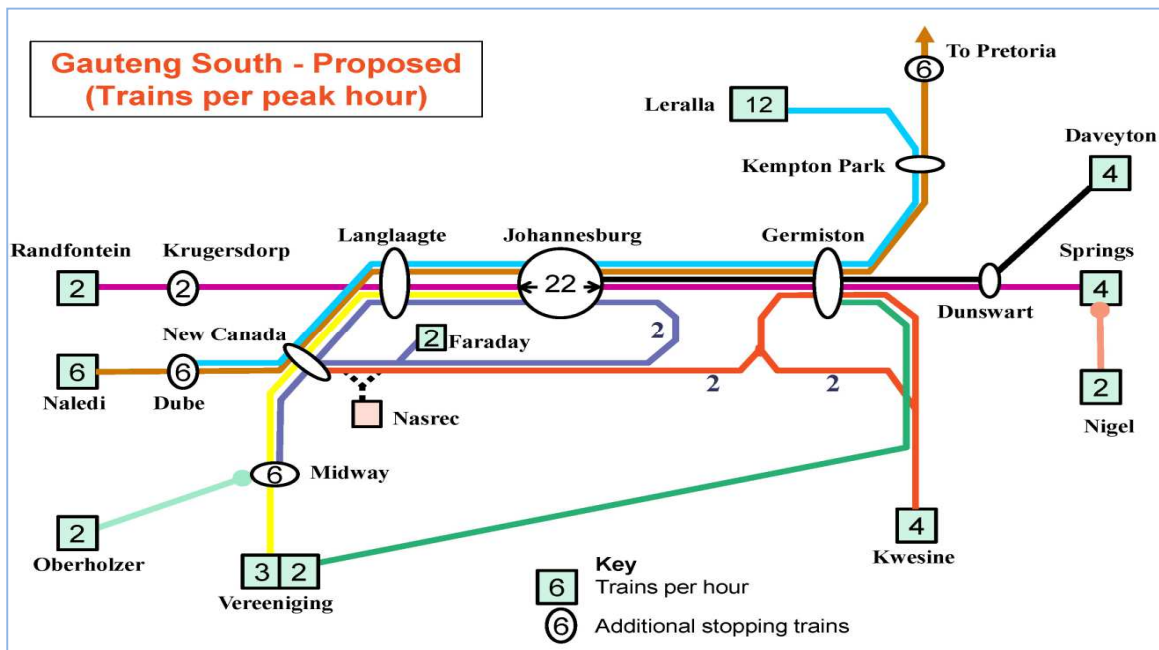 Gauteng South - Proposed
(Trains per peak hour)
To Pretoria
6
Leralla
12
Daveyton
4
Kempton Park
Randfontein
2
Krugersdorp
2
Langlaagte
Johannesburg
22
Germiston
Springs
4
Dunswart
New Canada
2
Faraday
2
Naledi
6
Dube
6
2
2
Nigel
2
Nasrec
Midway
6
Oberholzer
2
Kwesine
4
Vereeniging
3
2
Key
6
Trains per hour
6
Additional stopping trains